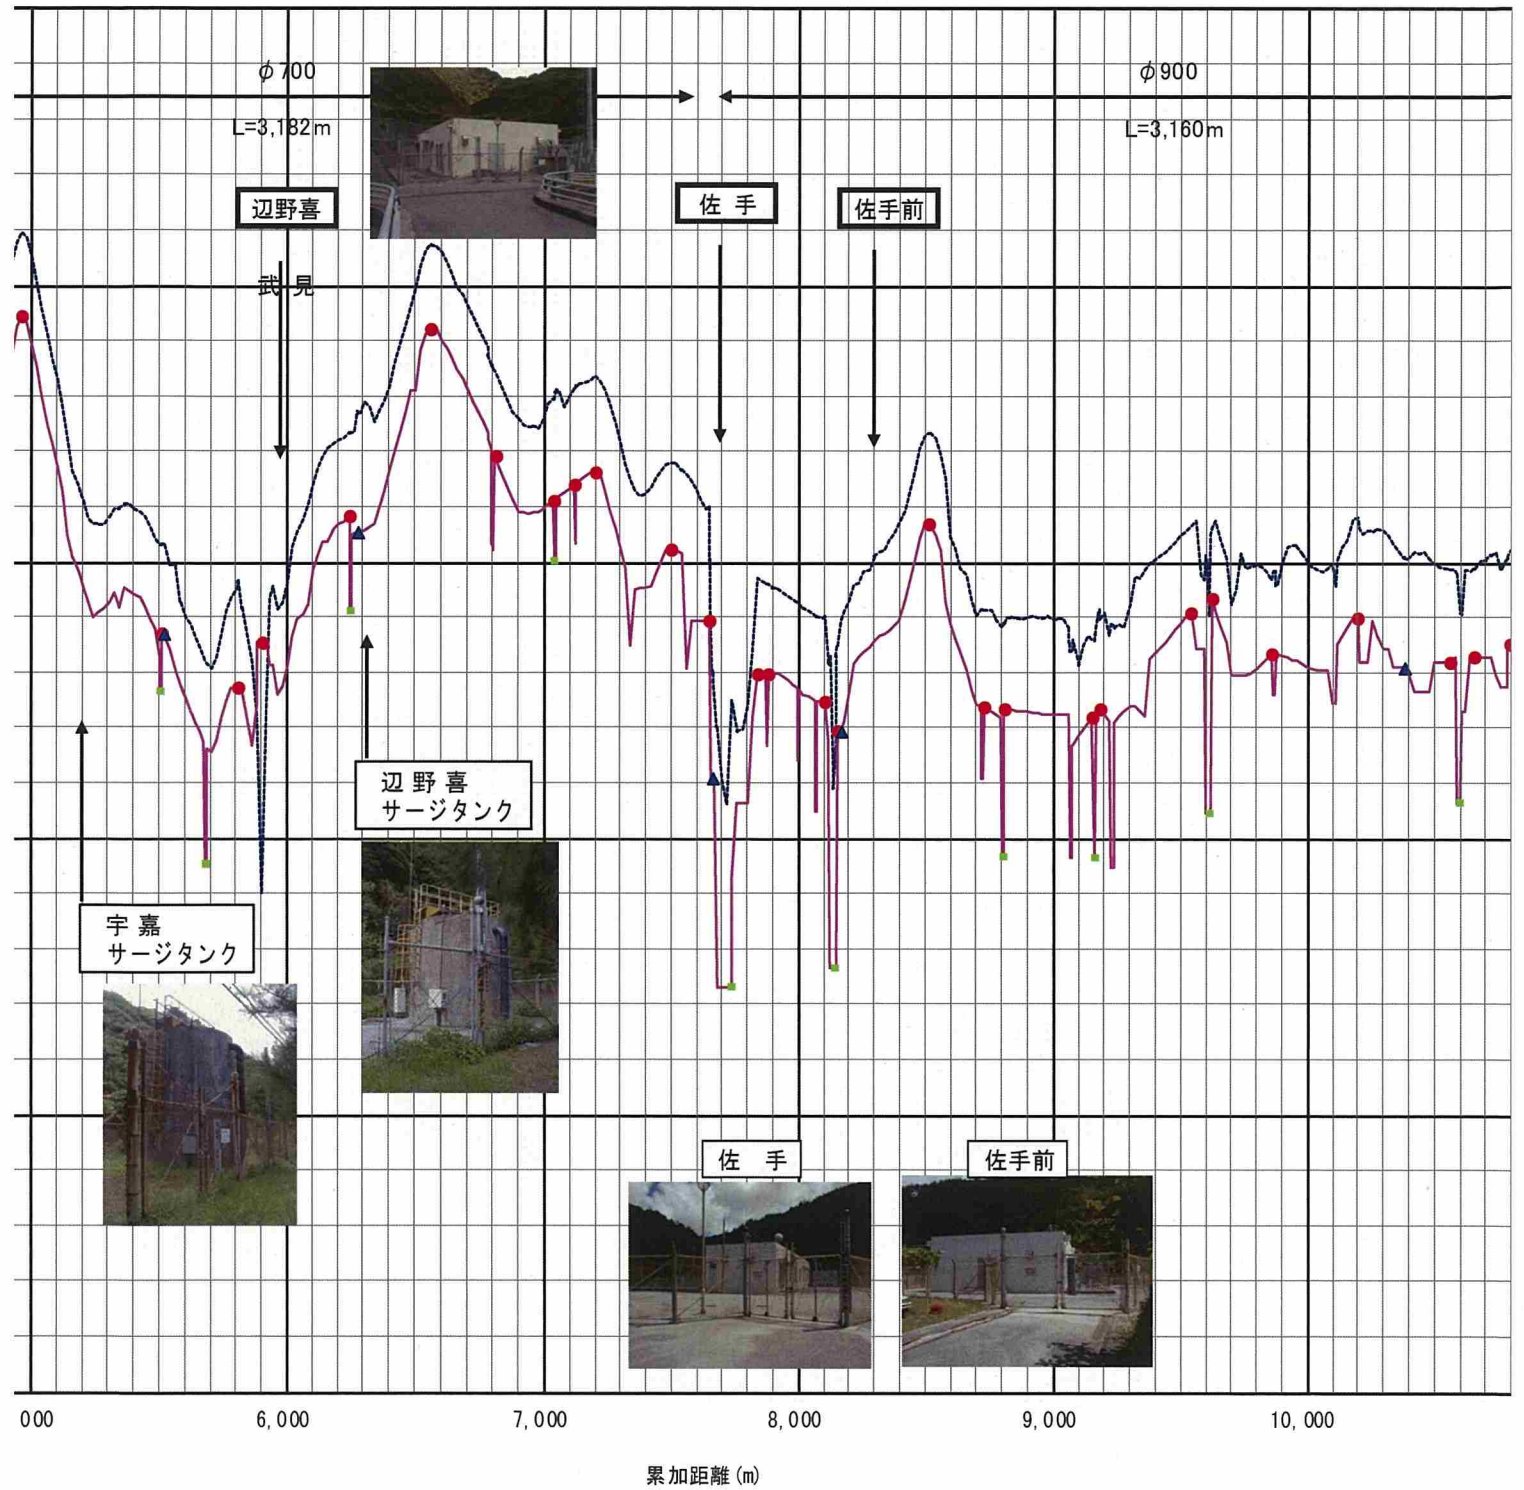 φ700
φ900
L=3,182m
L=3,160m
辺野喜
佐 手
佐手前
武 見
辺 野 喜
サージタンク
宇 嘉
サージタンク
佐　手
佐手前
000
6,000
7,000
8,000
9,000
10,000
累加距離(m)